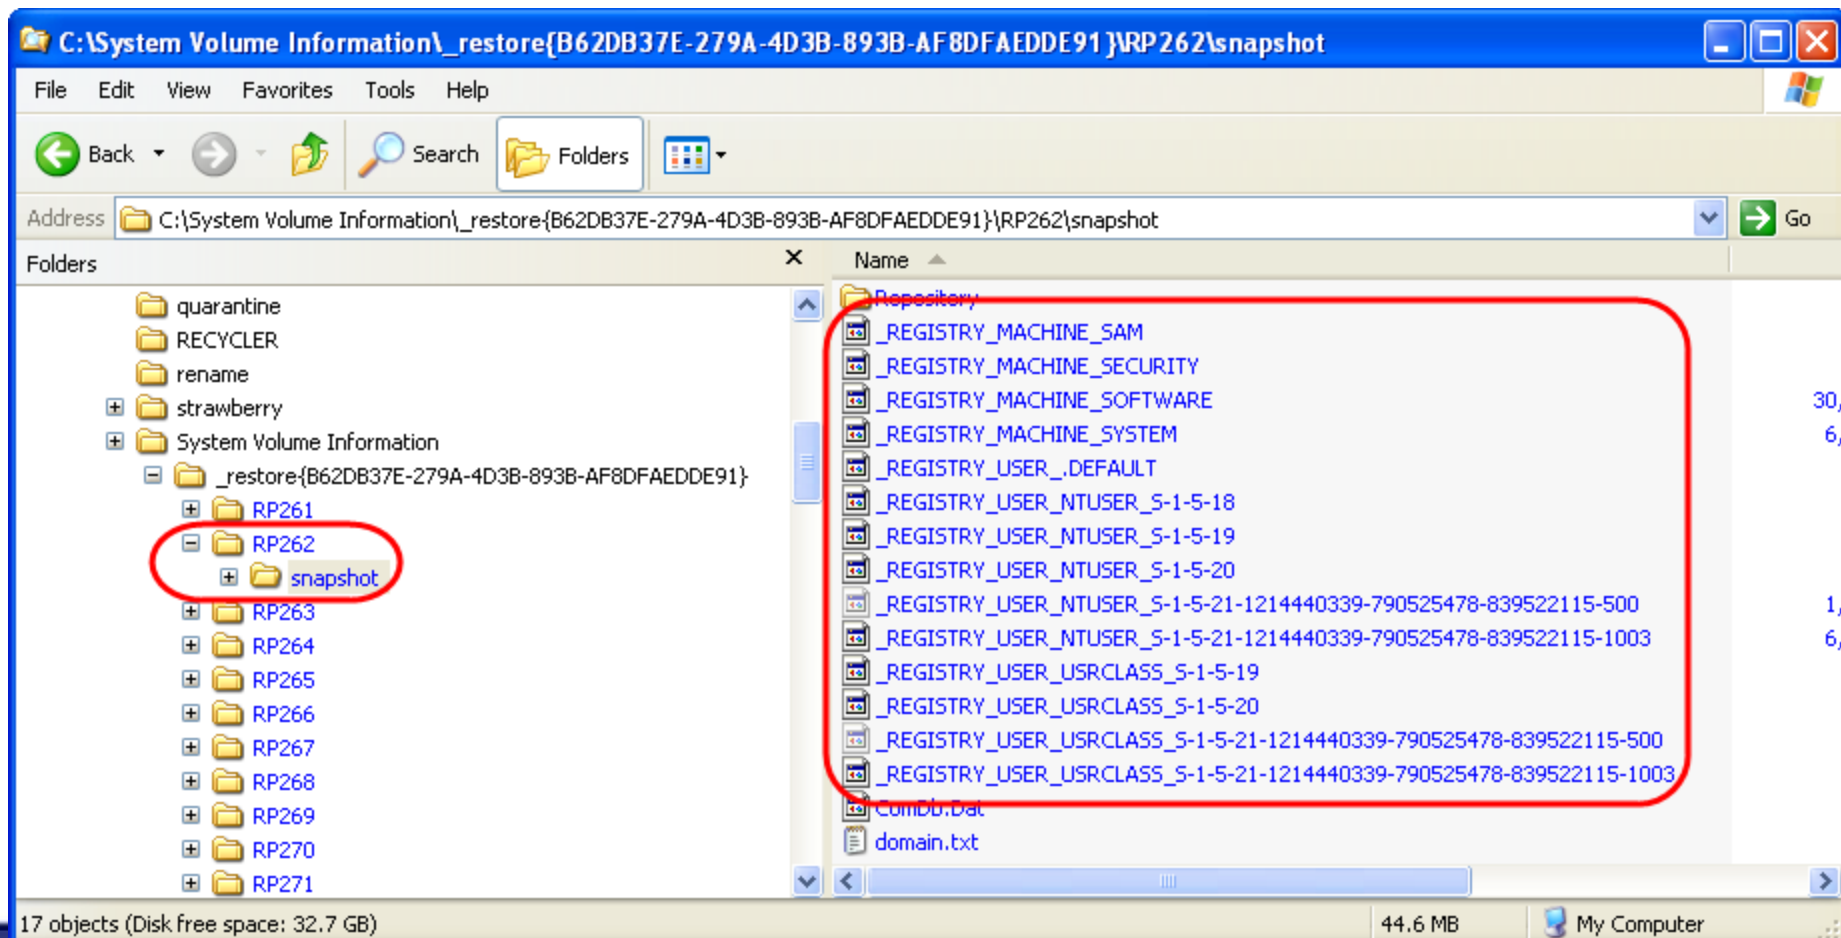 C:\System Volume Information\_restore{B62DB37E-279A-4D3B-893B-AF8DFAEDDE91}\RP262\snapshot
File Edit View Favorites Tools Help
Back Search Folders
Address C:\System Volume Information\_restore{B62DB37E-279A-4D3B-893B-AF8DFAEDDE91}\RP262\snapshot Go
Folders
quarantine
RECYCLER
rename
strawberry
System Volume Information
_restore{B62DB37E-279A-4D3B-893B-AF8DFAEDDE91}
RP261
RP262
snapshot
RP263
RP264
RP265
RP266
RP267
RP268
RP269
RP270
RP271
Name
Repository
_REGISTRY_MACHINE_SAM
_REGISTRY_MACHINE_SECURITY
_REGISTRY_MACHINE_SOFTWARE 30,
_REGISTRY_MACHINE_SYSTEM 6,
_REGISTRY_USER_.DEFAULT
_REGISTRY_USER_NTUSER_S-1-5-18
_REGISTRY_USER_NTUSER_S-1-5-19
_REGISTRY_USER_NTUSER_S-1-5-20
_REGISTRY_USER_NTUSER_S-1-5-21-1214440339-790525478-839522115-500 1,
_REGISTRY_USER_NTUSER_S-1-5-21-1214440339-790525478-839522115-1003 6,
_REGISTRY_USER_USRCLASS_S-1-5-19
_REGISTRY_USER_USRCLASS_S-1-5-20
_REGISTRY_USER_USRCLASS_S-1-5-21-1214440339-790525478-839522115-500
_REGISTRY_USER_USRCLASS_S-1-5-21-1214440339-790525478-839522115-1003
ComDb.Dat
domain.txt
17 objects (Disk free space: 32.7 GB) 44.6 MB My Computer